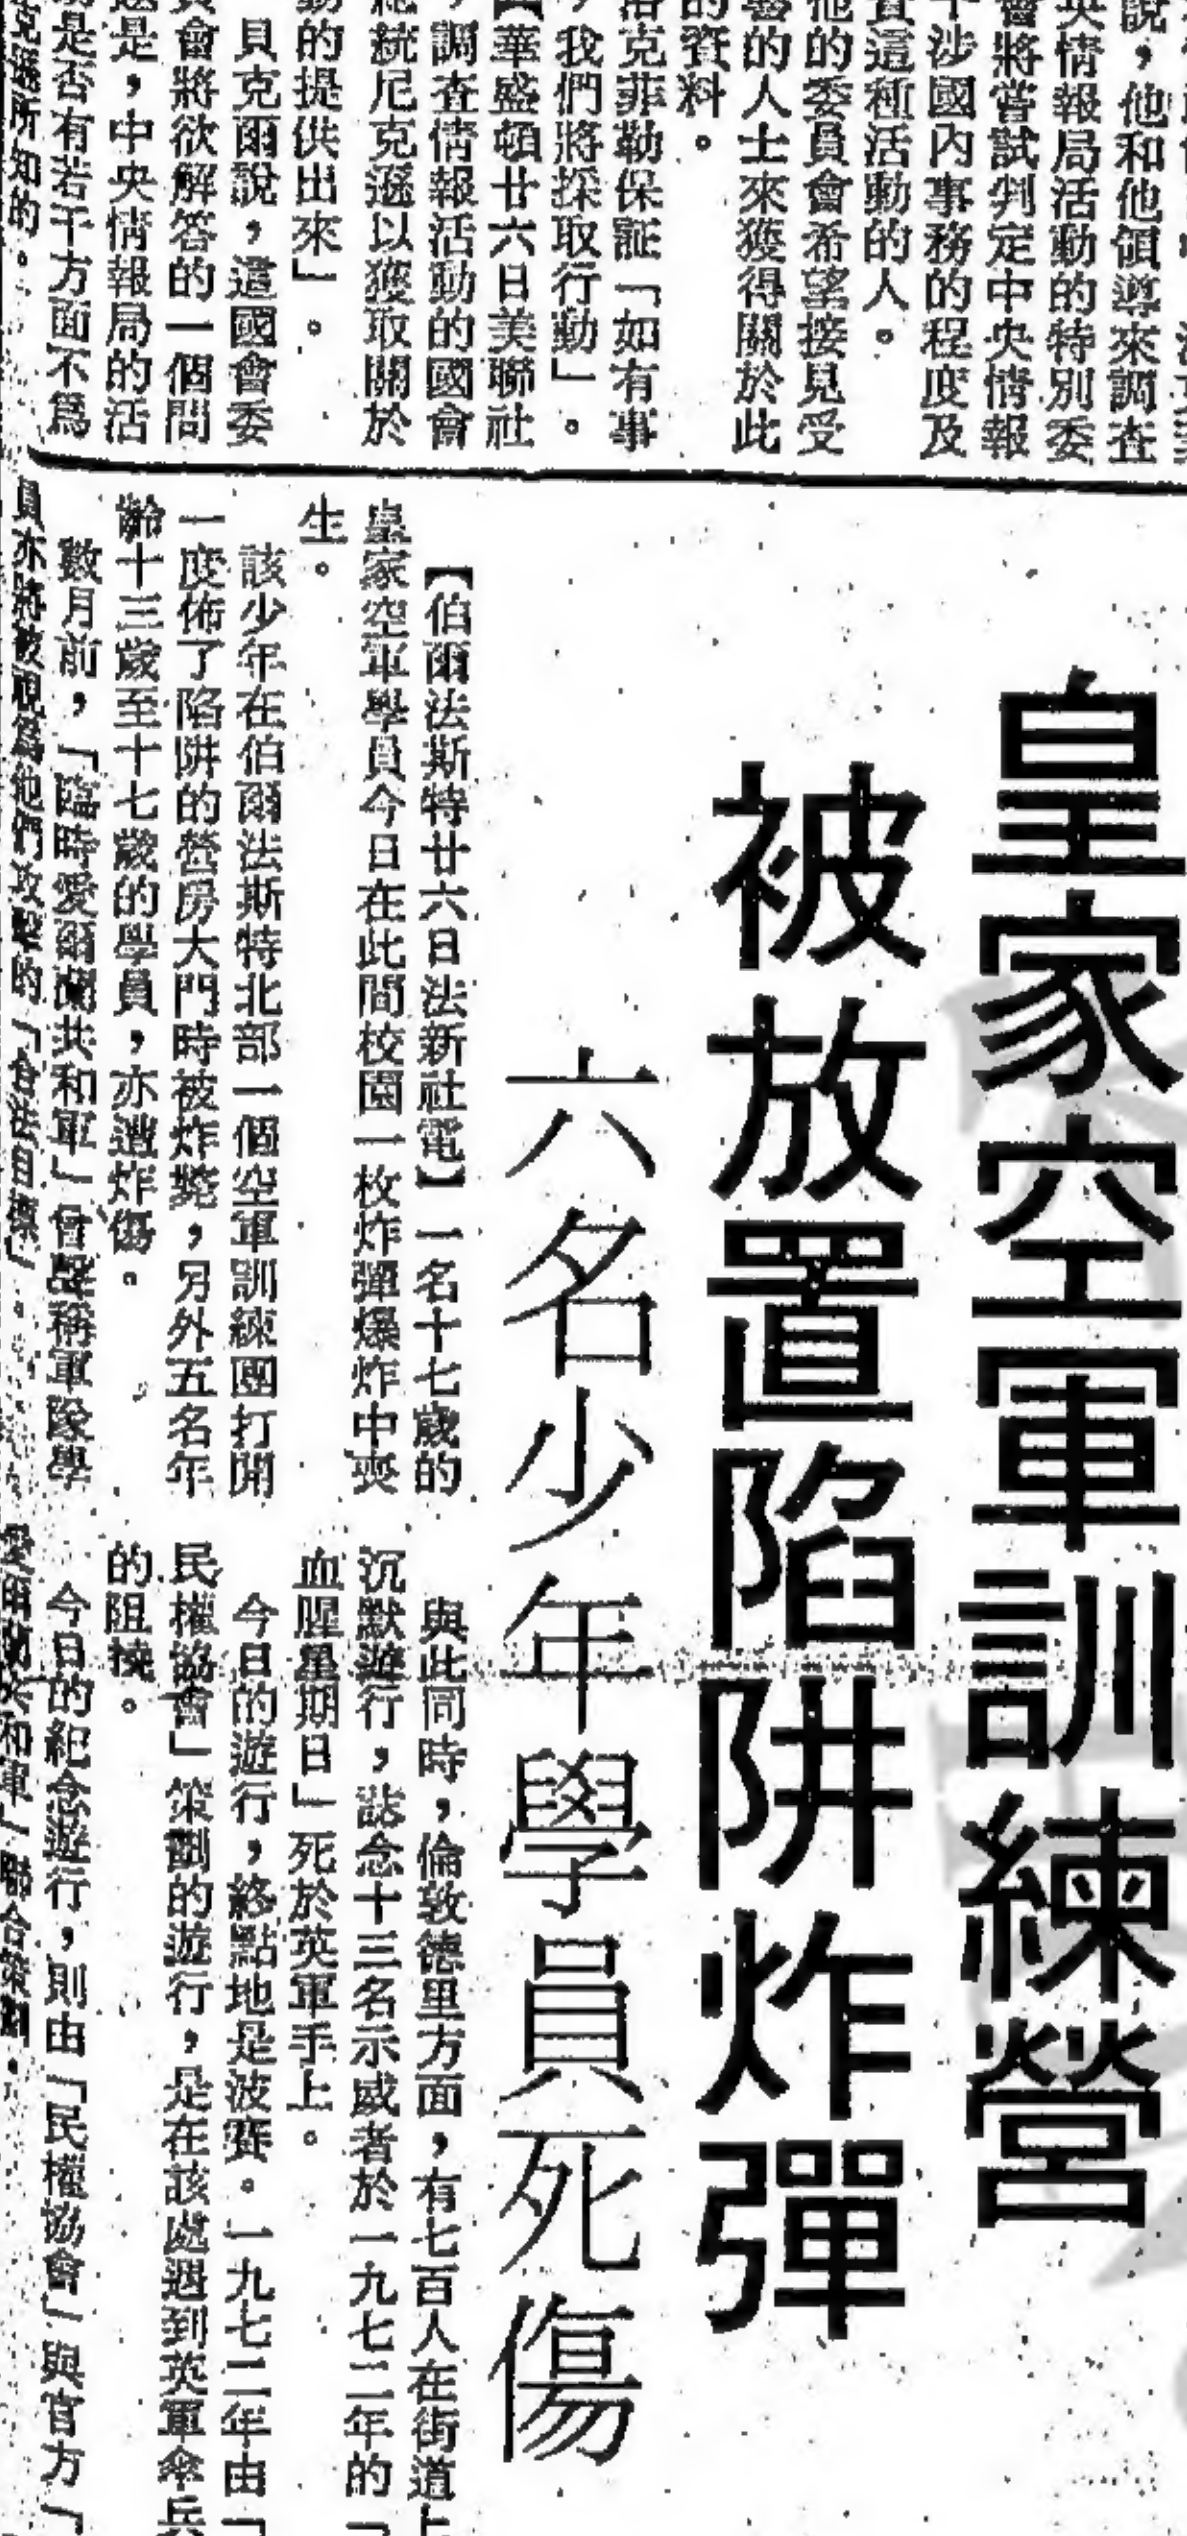 說，他和他領導來調查
英情報局活動的特別委
會將嘗試判定中央情報
干涉國內事務的程度及
責這種活動的人。
他的委員會希望接見受
響的人士來獲得關於此
的資料。
洛克菲勒保証「如有事
，我們將採取行動」。
華盛頓廿六日美聯社
，調查情報活動的國會
總統尼克遜以獲取關於
動的提供出來」。
貝克爾說，這國會委
員會將欲解答的一個問
題是，中央情報局的活
動是否有若干方面不為
克遜所知的。
皇家空軍訓練營
被放置陷阱炸彈
六名少年學員死傷
【伯爾法斯特廿六日法新社電】一名十七歲的
皇家空軍學員今日在此間校園一枚炸彈爆炸中喪
生。
該少年在伯爾法斯特北部一個空軍訓練團打開
一度佈了陷阱的營房大門時被炸斃，另外五名年
齡十三歲至十七歲的學員，亦遭炸傷。
數月前，「臨時愛爾蘭共和軍」曾聲稱軍隊學
員亦將被視為他們攻擊的「合法目標」。
與此同時，倫敦德里方面，有七百人在街道上
沉默遊行，誌念十三名示威者於一九七二年的「
血腥星期日」死於英軍手上。
今日的遊行，終點地是波賽。一九七二年由「
民權協會」策劃的遊行，是在該處遇到英軍傘兵
的阻撓。
今日的紀念遊行，則由「民權協會」與官方「
愛爾蘭共和軍」聯合策劃。